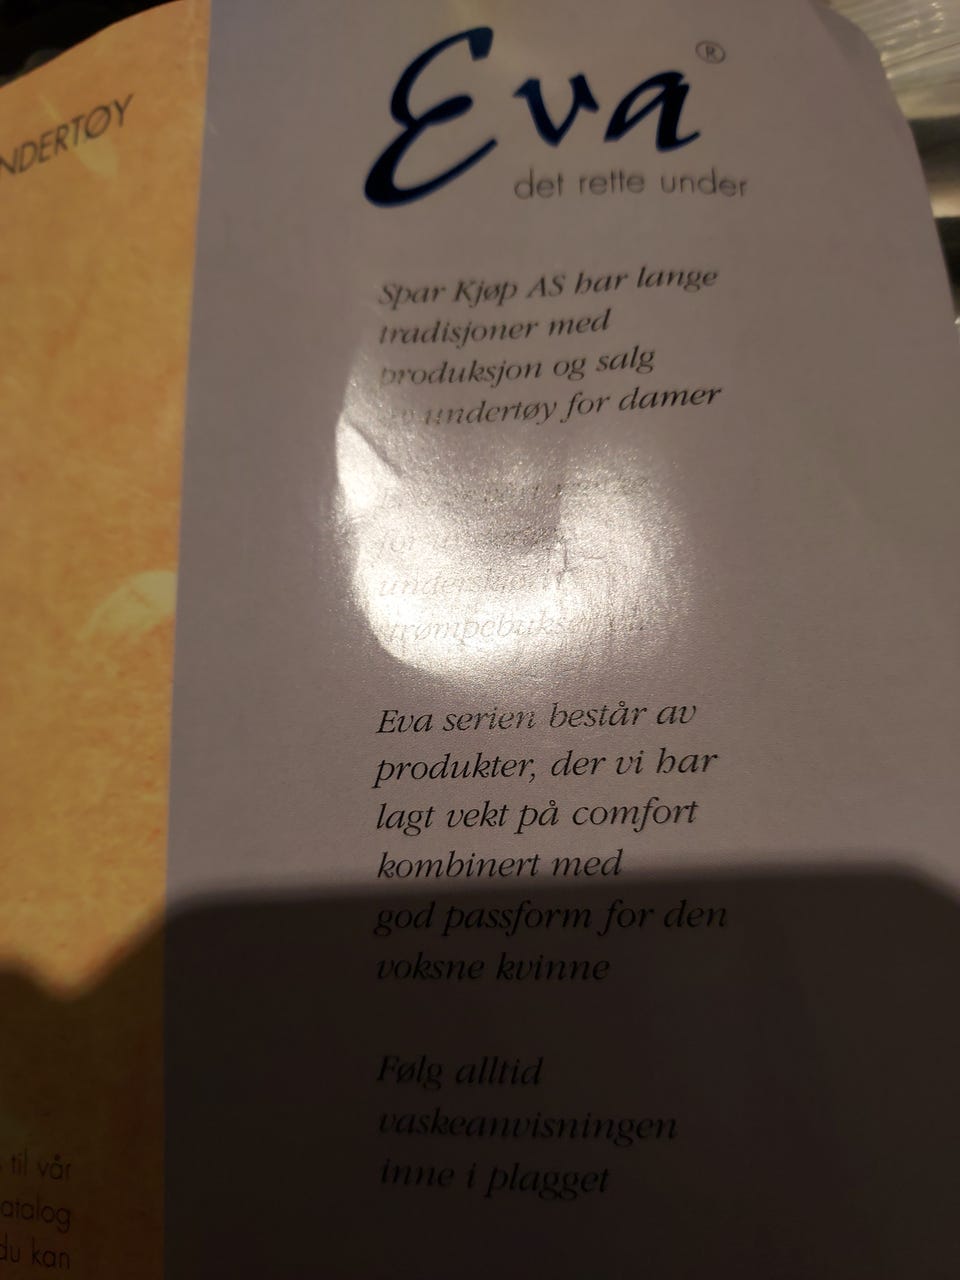 NDERTØY
Eva®
det rette under
Spar Kjøp AS har lange
tradisjoner med
produksjon og salg
undertøy for damer
Eva serien består av
produkter, der vi har
lagt vekt på comfort
kombinert med
god passform for den
voksne kvinne
Følg alltid
vaskeanvisningen
inne i plagget
til vår
atalog
du kan